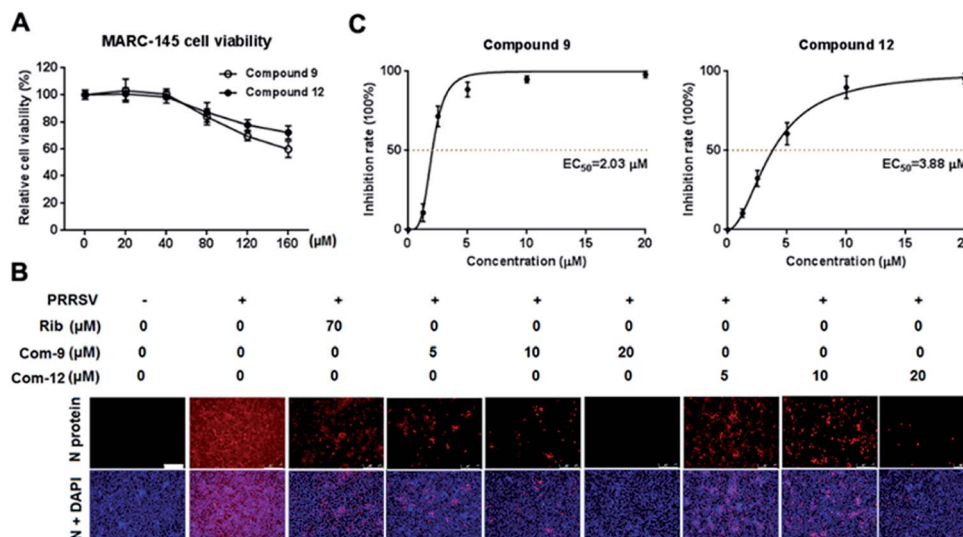 A
MARC-145 cell viability
Relative cell viability (%)
120
100
80
60
40
20
0
0 20 40 80 120 160 (μM)
Compound 9
Compound 12
C
Compound 9
Inhibition rate (100%)
100
50
0
EC50=2.03 μM
0 5 10 15 20
Concentration (μM)
Compound 12
Inhibition rate (100%)
100
50
0
EC50=3.88 μM
0 5 10 15
Concentration (μM)
B
PRRSV - + + + + + + + +
Rib (μM) 0 0 70 0 0 0 0 0 0
Com-9 (μM) 0 0 0 5 10 20 0 0 0
Com-12 (μM) 0 0 0 0 0 0 5 10 20
N protein
N + DAPI